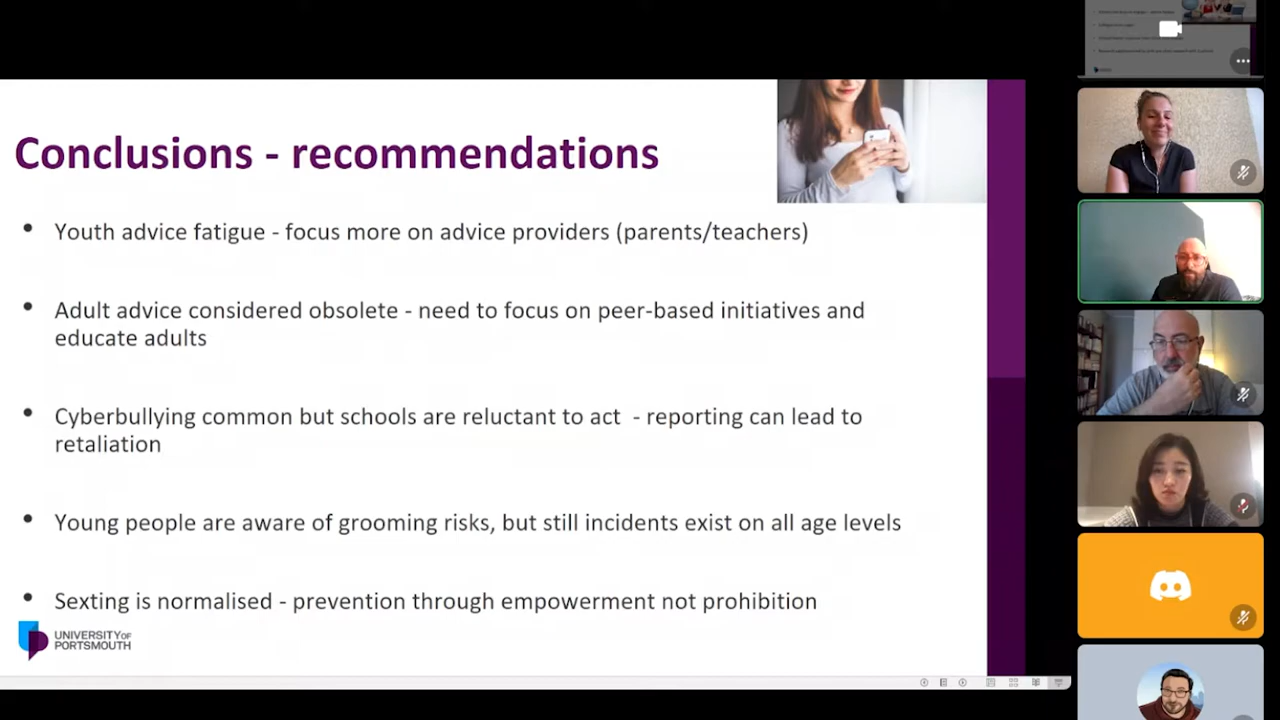 Conclusions - recommendations
• Youth advice fatigue - focus more on advice providers (parents/teachers)
• Adult advice considered obsolete - need to focus on peer-based initiatives and
educate adults
• Cyberbullying common but schools are reluctant to act - reporting can lead to
retaliation
• Young people are aware of grooming risks, but still incidents exist on all age levels
• Sexting is normalised - prevention through empowerment not prohibition
UNIVERSITY OF
PORTSMOUTH